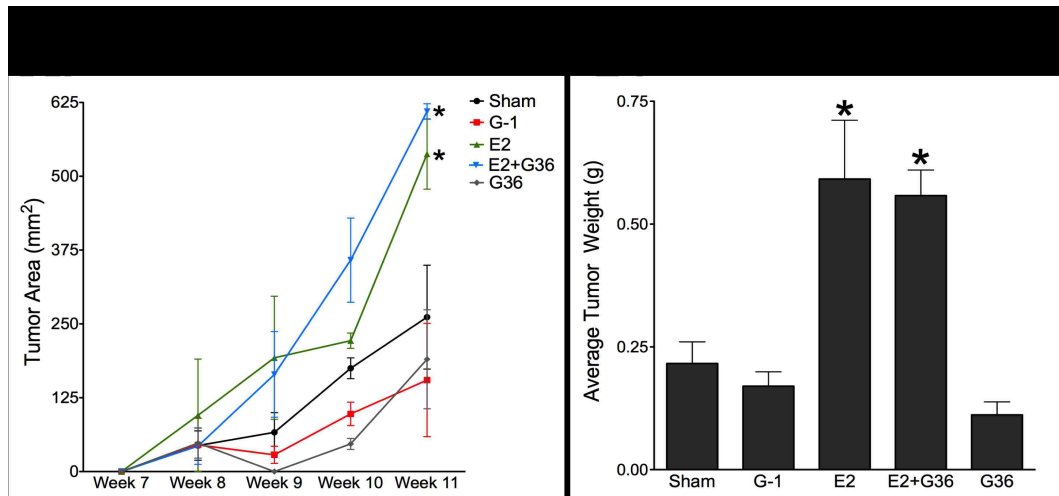 625
500
375
250
125
0
Tumor Area (mm²)
Week 7 Week 8 Week 9 Week 10 Week 11
Sham
G-1
E2
E2+G36
G36
*
*
0.75
0.50
0.25
0.00
Average Tumor Weight (g)
*
*
Sham G-1 E2 E2+G36 G36